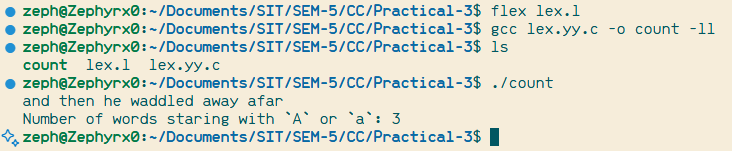 zeph@Zephyrx0:~/Documents/SIT/SEM-5/CC/Practical-3$ flex lex.l
zeph@Zephyrx0:~/Documents/SIT/SEM-5/CC/Practical-3$ gcc lex.yy.c -o count -ll
zeph@Zephyrx0:~/Documents/SIT/SEM-5/CC/Practical-3$ ls
count  lex.l  lex.yy.c
zeph@Zephyrx0:~/Documents/SIT/SEM-5/CC/Practical-3$ ./count
and then he waddled away afar
Number of words staring with `A` or `a`: 3
zeph@Zephyrx0:~/Documents/SIT/SEM-5/CC/Practical-3$